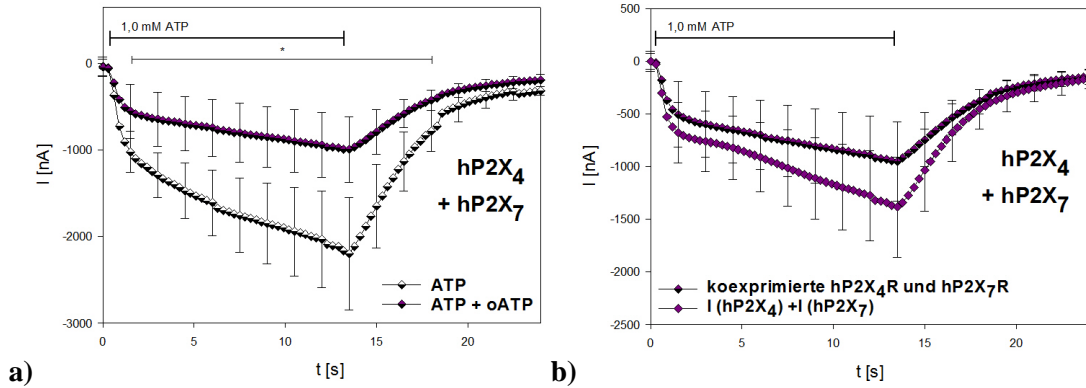 1,0 mM ATP
*
0
-1000
-2000
-3000
I [nA]
hP2X4
+ hP2X7
ATP
ATP + oATP
0 5 10 15 20
t [s]
a)
1,0 mM ATP
500
0
-500
-1000
-1500
-2000
-2500
I [nA]
hP2X4
+ hP2X7
koexprimierte hP2X4R und hP2X7R
I (hP2X4) +I (hP2X7)
0 5 10 15 20
t [s]
b)